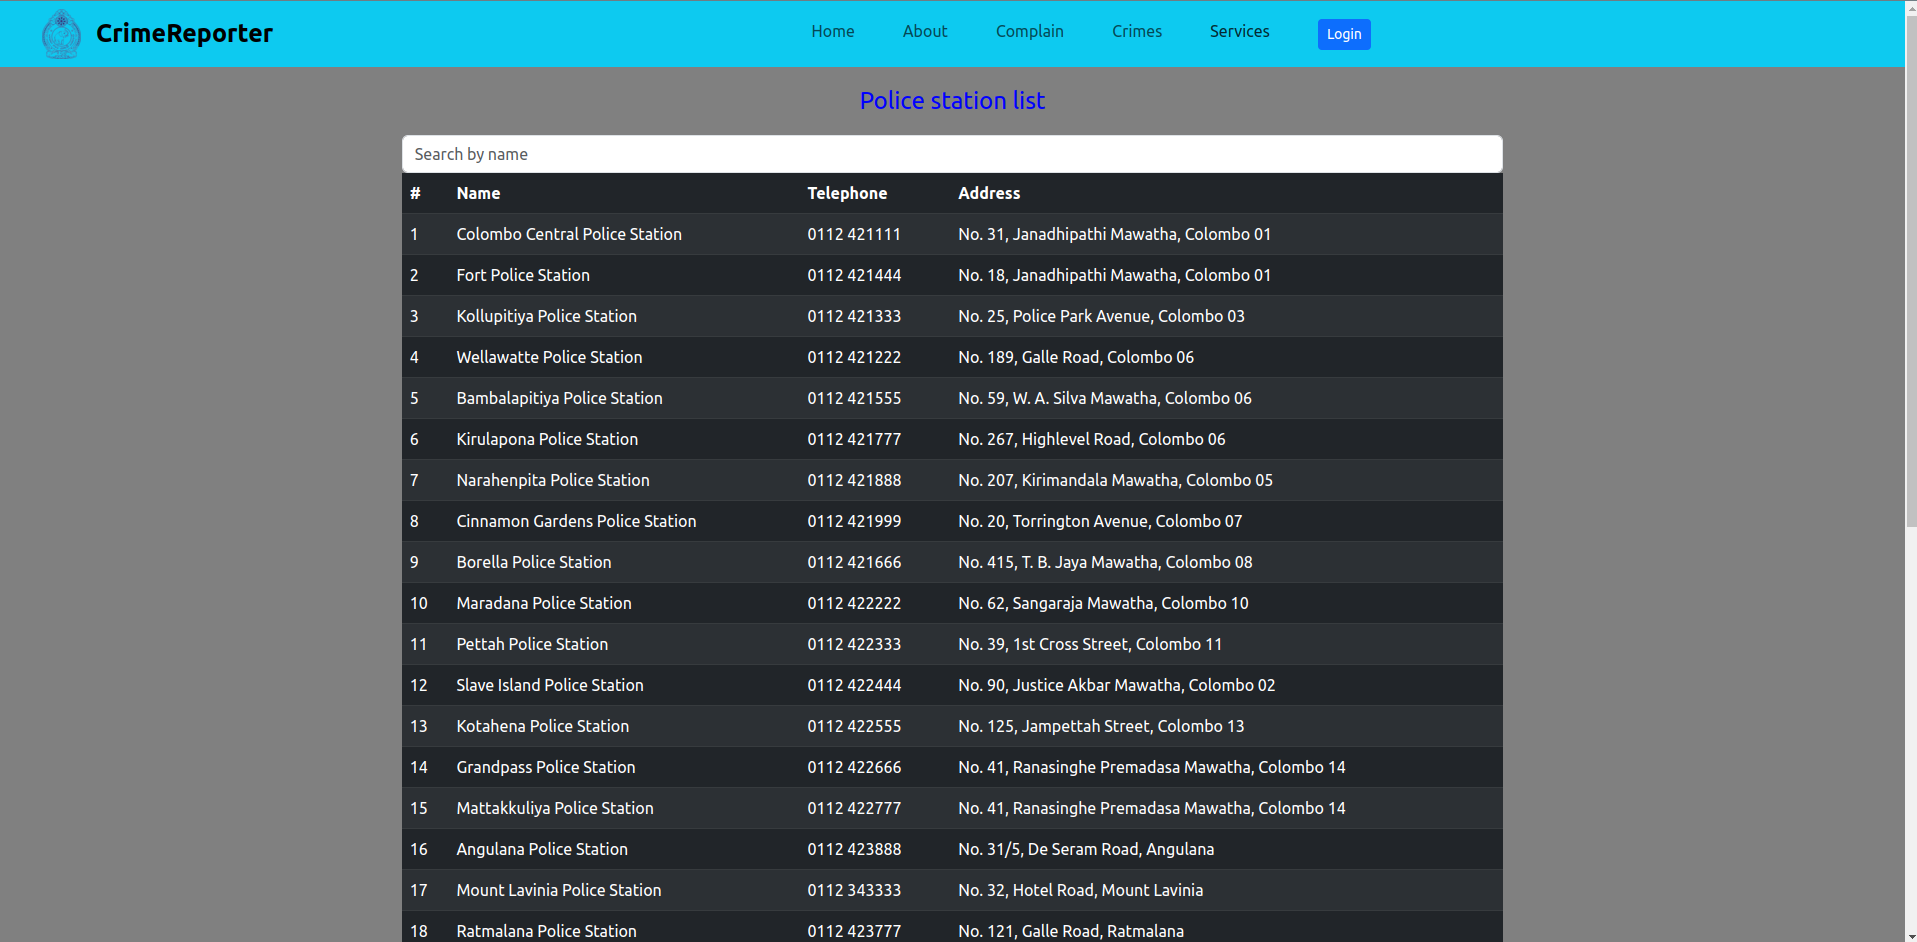 CrimeReporter Home About Complain Crimes Services Login
Police station list
Search by name
# Name Telephone Address
1 Colombo Central Police Station 0112 421111 No. 31, Janadhipathi Mawatha, Colombo 01
2 Fort Police Station 0112 421444 No. 18, Janadhipathi Mawatha, Colombo 01
3 Kollupitiya Police Station 0112 421333 No. 25, Police Park Avenue, Colombo 03
4 Wellawatte Police Station 0112 421222 No. 189, Galle Road, Colombo 06
5 Bambalapitiya Police Station 0112 421555 No. 59, W. A. Silva Mawatha, Colombo 06
6 Kirulapona Police Station 0112 421777 No. 267, Highlevel Road, Colombo 06
7 Narahenpita Police Station 0112 421888 No. 207, Kirimandala Mawatha, Colombo 05
8 Cinnamon Gardens Police Station 0112 421999 No. 20, Torrington Avenue, Colombo 07
9 Borella Police Station 0112 421666 No. 415, T. B. Jaya Mawatha, Colombo 08
10 Maradana Police Station 0112 422222 No. 62, Sangaraja Mawatha, Colombo 10
11 Pettah Police Station 0112 422333 No. 39, 1st Cross Street, Colombo 11
12 Slave Island Police Station 0112 422444 No. 90, Justice Akbar Mawatha, Colombo 02
13 Kotahena Police Station 0112 422555 No. 125, Jampettah Street, Colombo 13
14 Grandpass Police Station 0112 422666 No. 41, Ranasinghe Premadasa Mawatha, Colombo 14
15 Mattakkuliya Police Station 0112 422777 No. 41, Ranasinghe Premadasa Mawatha, Colombo 14
16 Angulana Police Station 0112 423888 No. 31/5, De Seram Road, Angulana
17 Mount Lavinia Police Station 0112 343333 No. 32, Hotel Road, Mount Lavinia
18 Ratmalana Police Station 0112 423777 No. 121, Galle Road, Ratmalana